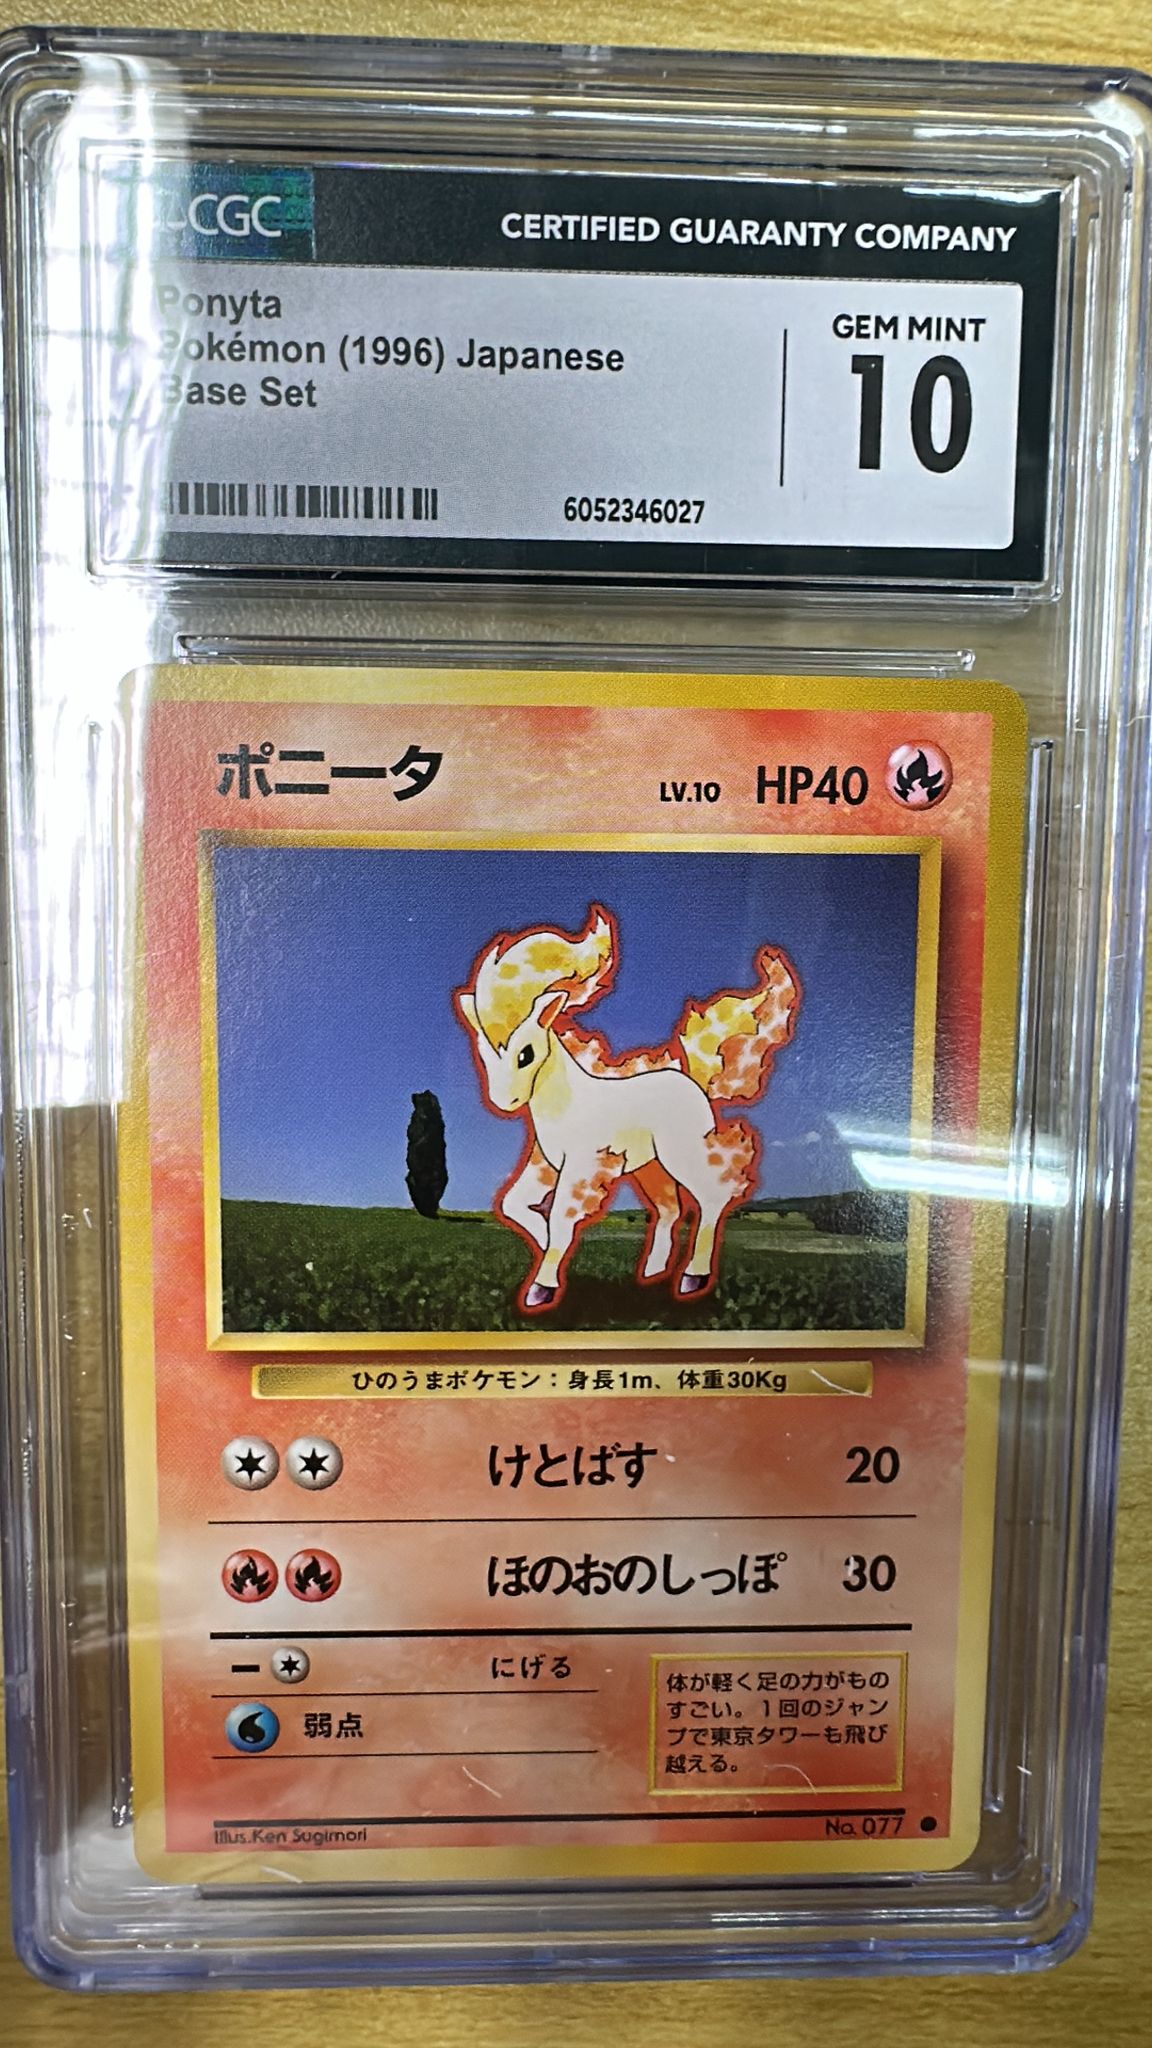 CGC
CERTIFIED GUARANTY COMPANY
Ponyta
Pokémon (1996) Japanese
Base Set
GEM MINT
10
6052346027
ポニータ LV.10 HP40
ひのうまポケモン：身長1m、体重30Kg
けとばす 20
ほのおのしっぽ 30
にげる
弱点
体が軽く足の力がもの
すごい。1回のジャン
プで東京タワーも飛び
越える。
Illus.Ken Sugimori
No. 077